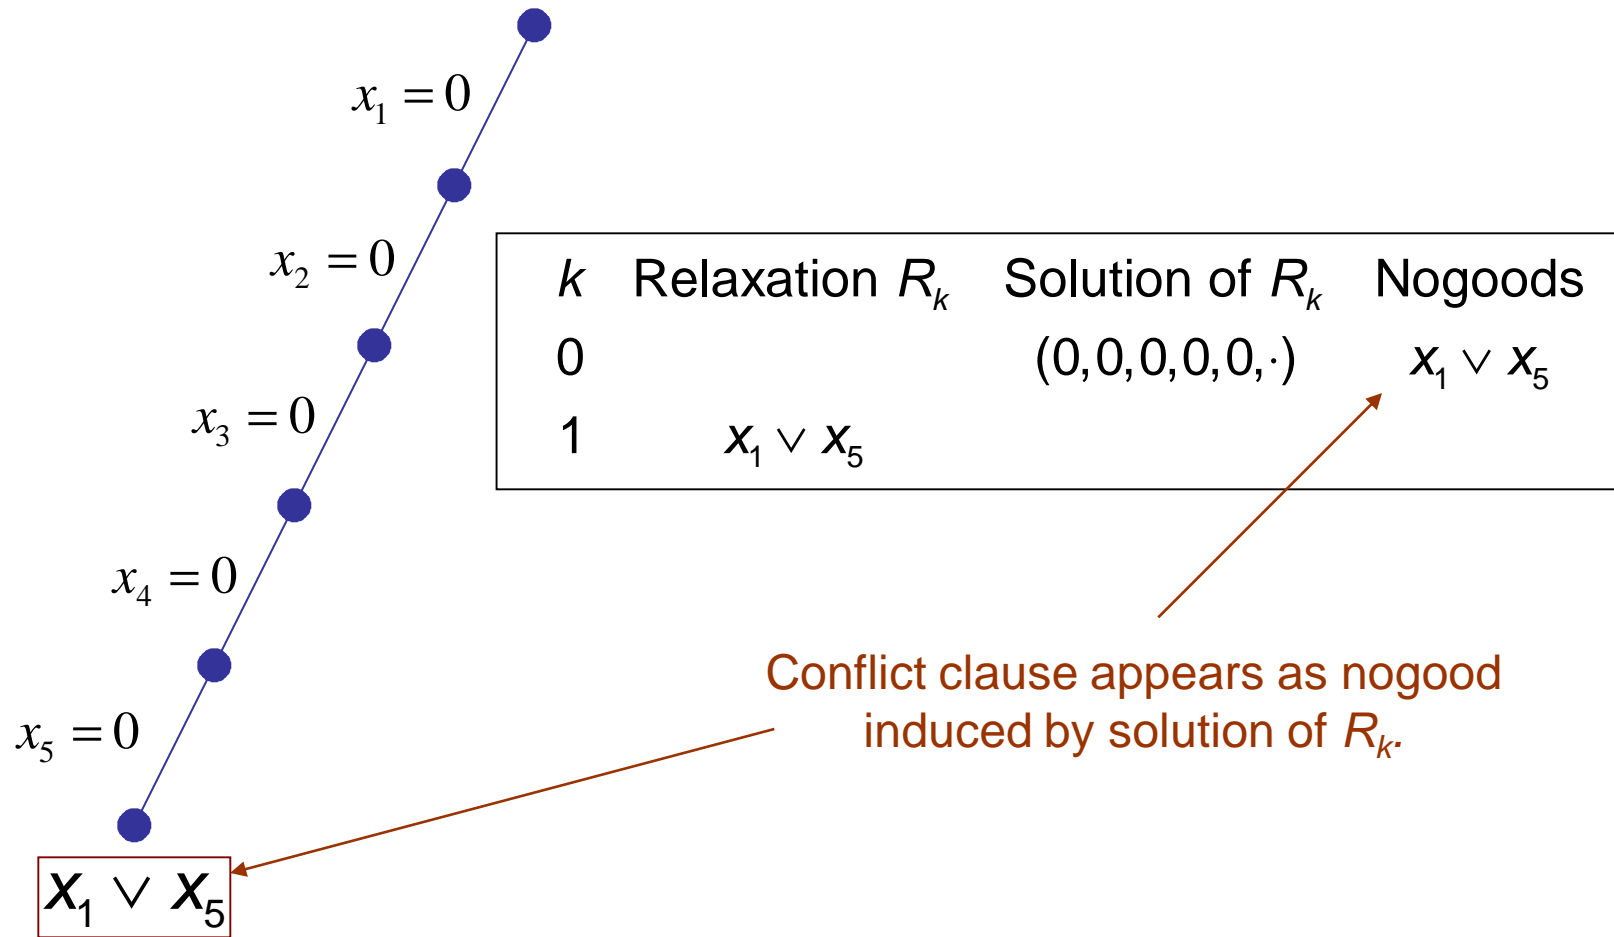 x₁ = 0
x₂ = 0
k Relaxation Rₖ Solution of Rₖ Nogoods
0 (0,0,0,0,0,·) x₁ ∨ x₅
1 x₁ ∨ x₅
x₃ = 0
x₄ = 0
x₅ = 0
Conflict clause appears as nogood
induced by solution of Rₖ.
x₁ ∨ x₅